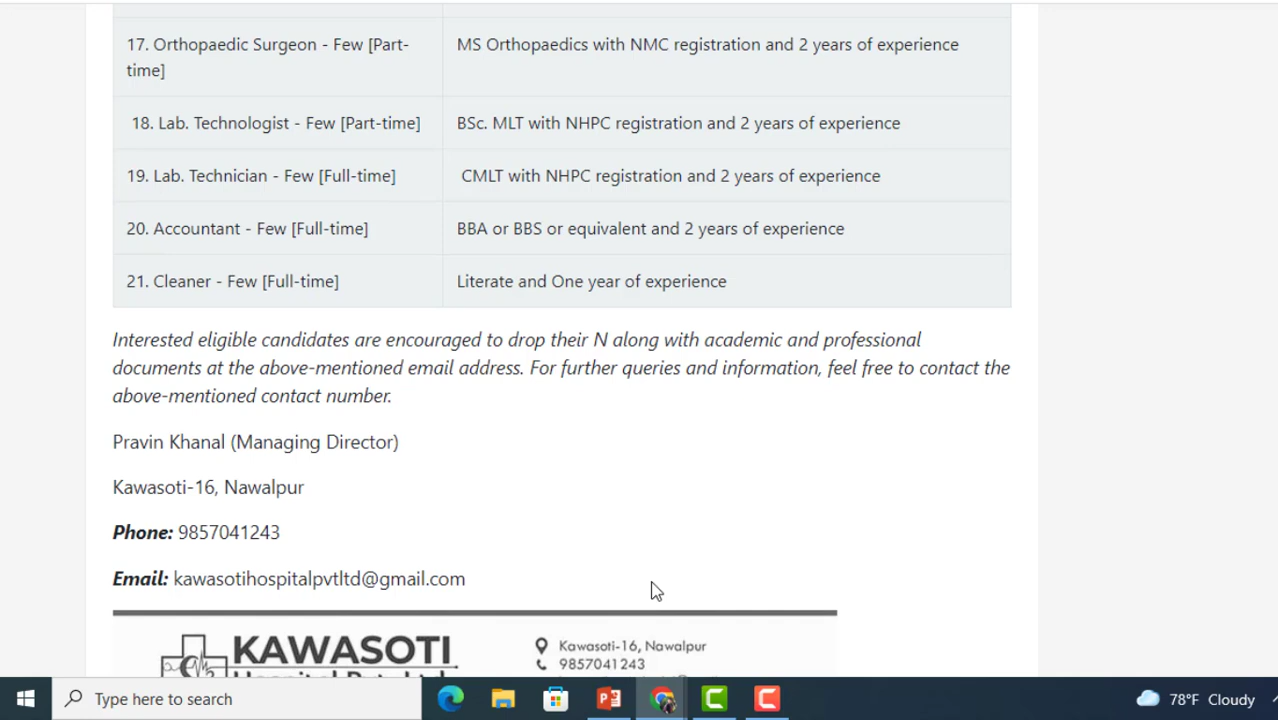 17. Orthopaedic Surgeon - Few [Part-
time]
MS Orthopaedics with NMC registration and 2 years of experience
18. Lab. Technologist - Few [Part-time]
BSc. MLT with NHPC registration and 2 years of experience
19. Lab. Technician - Few [Full-time]
CMLT with NHPC registration and 2 years of experience
20. Accountant - Few [Full-time]
BBA or BBS or equivalent and 2 years of experience
21. Cleaner - Few [Full-time]
Literate and One year of experience
Interested eligible candidates are encouraged to drop their N along with academic and professional
documents at the above-mentioned email address. For further queries and information, feel free to contact the
above-mentioned contact number.
Pravin Khanal (Managing Director)
Kawasoti-16, Nawalpur
Phone: 9857041243
Email: kawasotihospitalpvtltd@gmail.com
KAWASOTI
Kawasoti-16, Nawalpur
9857041243
Type here to search
78°F Cloudy